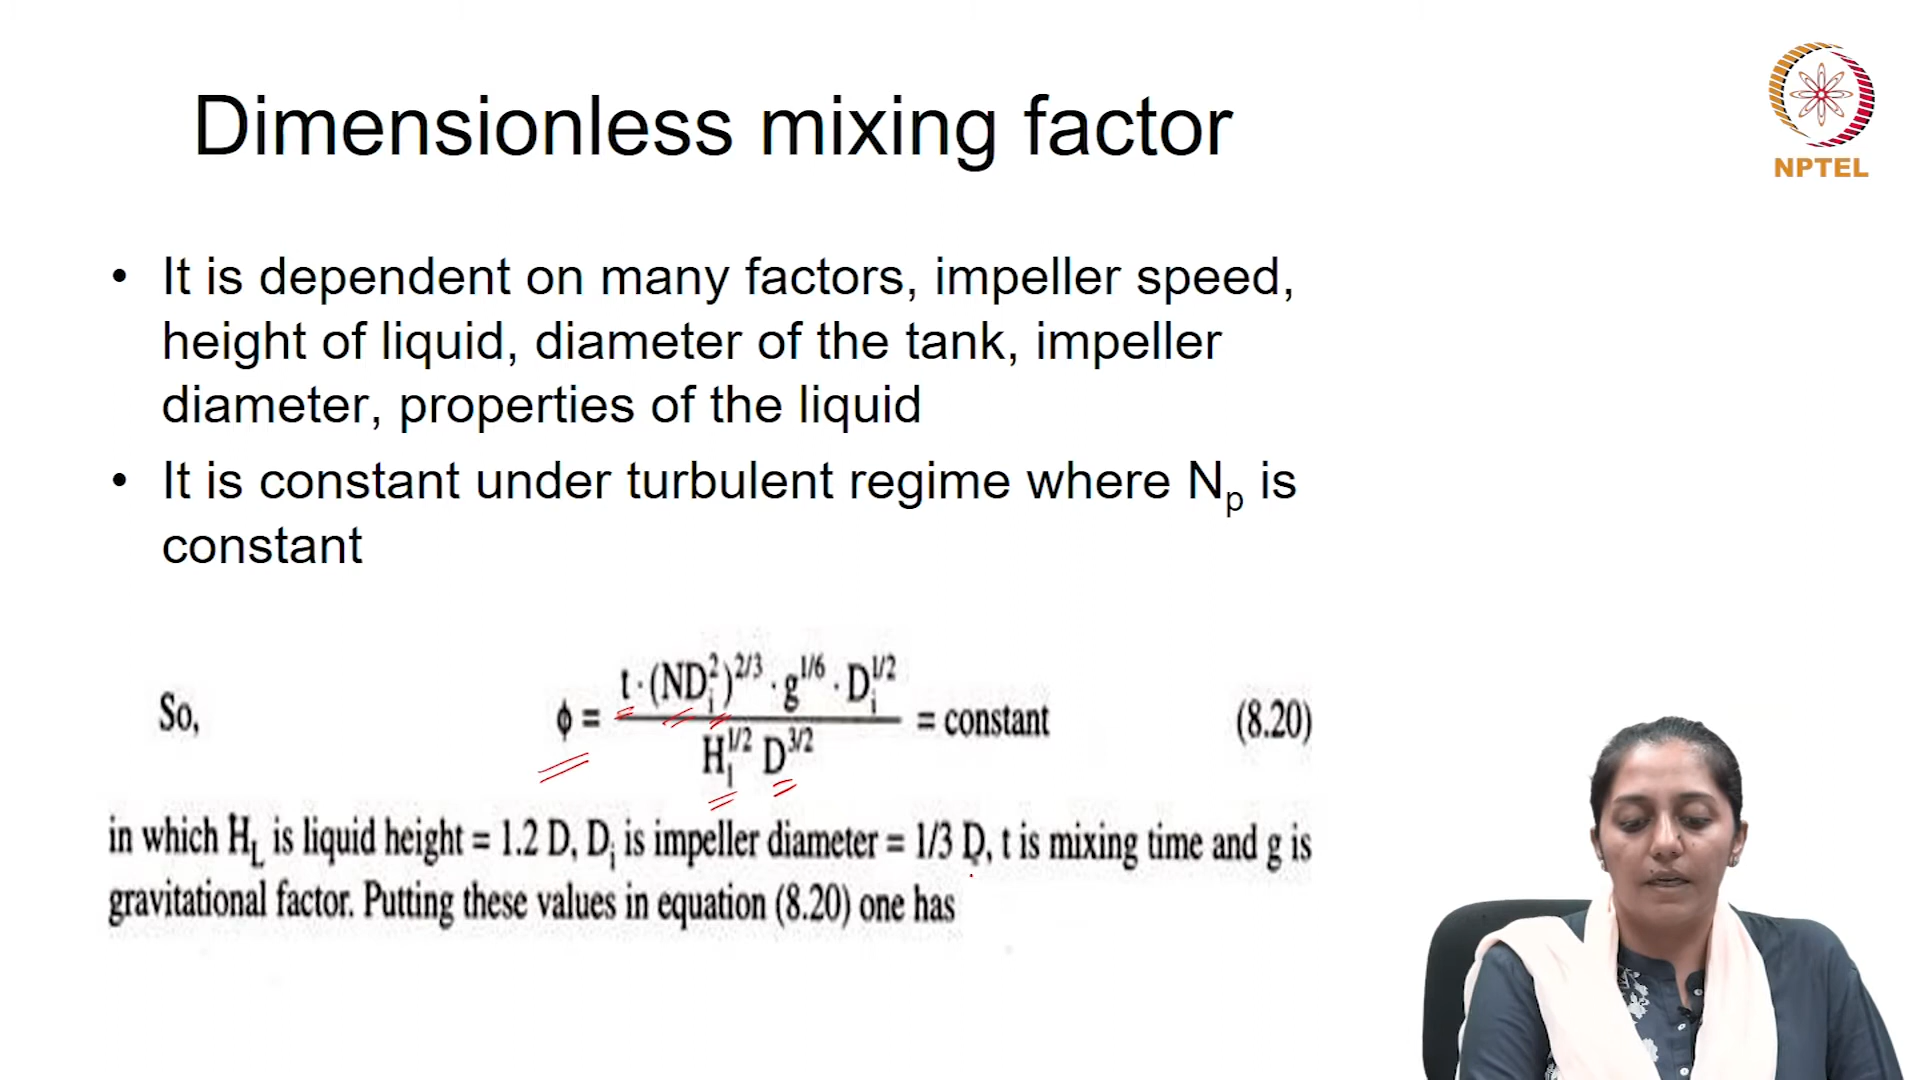 Dimensionless mixing factor
NPTEL
• It is dependent on many factors, impeller speed,
height of liquid, diameter of the tank, impeller
diameter, properties of the liquid
• It is constant under turbulent regime where Nₚ is
constant
So, ϕ = t · (NDᵢ²)^2/3 · g^1/6 · Dᵢ^1/2 / H_l^1/2 D^3/2 = constant (8.20)
in which H_L is liquid height = 1.2 D, Dᵢ is impeller diameter = 1/3 D, t is mixing time and g is
gravitational factor. Putting these values in equation (8.20) one has